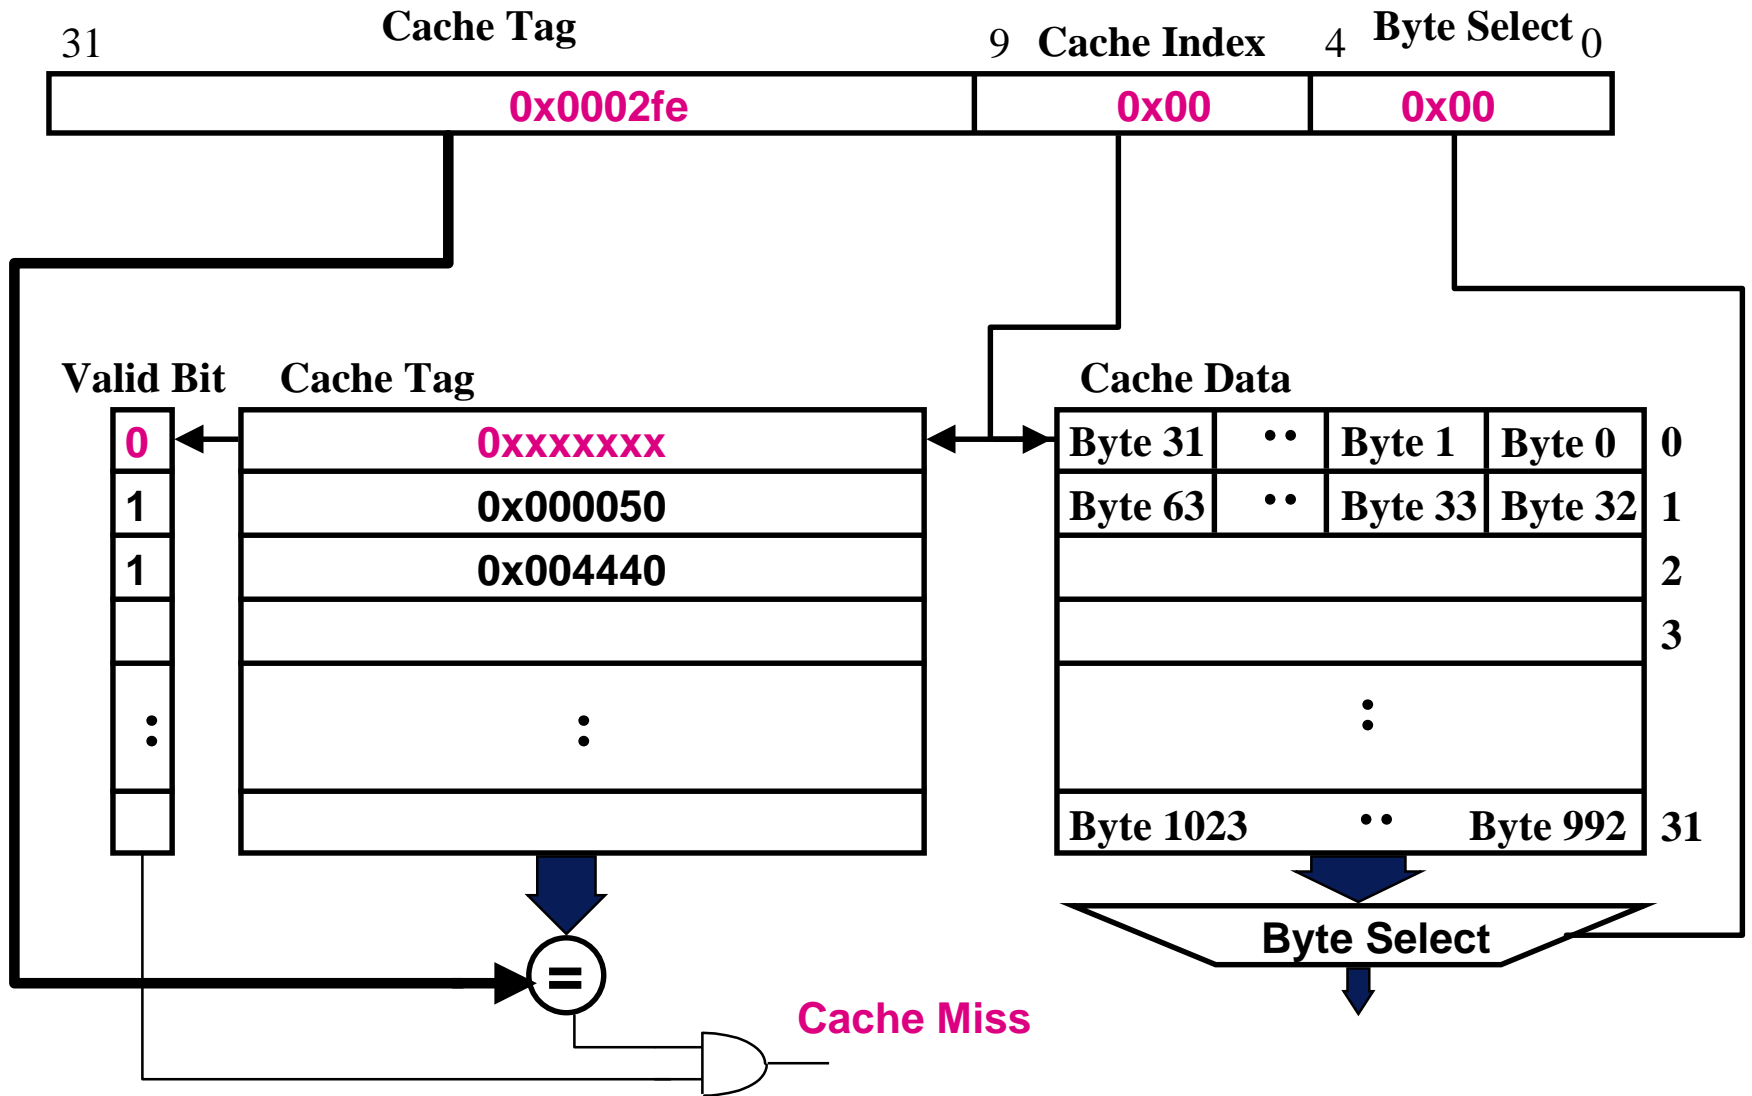 Cache Tag
Byte Select
31
9
Cache Index
4
0
0x0002fe
0x00
0x00
Valid Bit
Cache Tag
Cache Data
0
0xxxxxxx
Byte 31
..
Byte 1
Byte 0
0
1
0x000050
Byte 63
..
Byte 33
Byte 32
1
1
0x004440
2
3
:
:
:
Byte 1023
..
Byte 992
31
=
Byte Select
Cache Miss